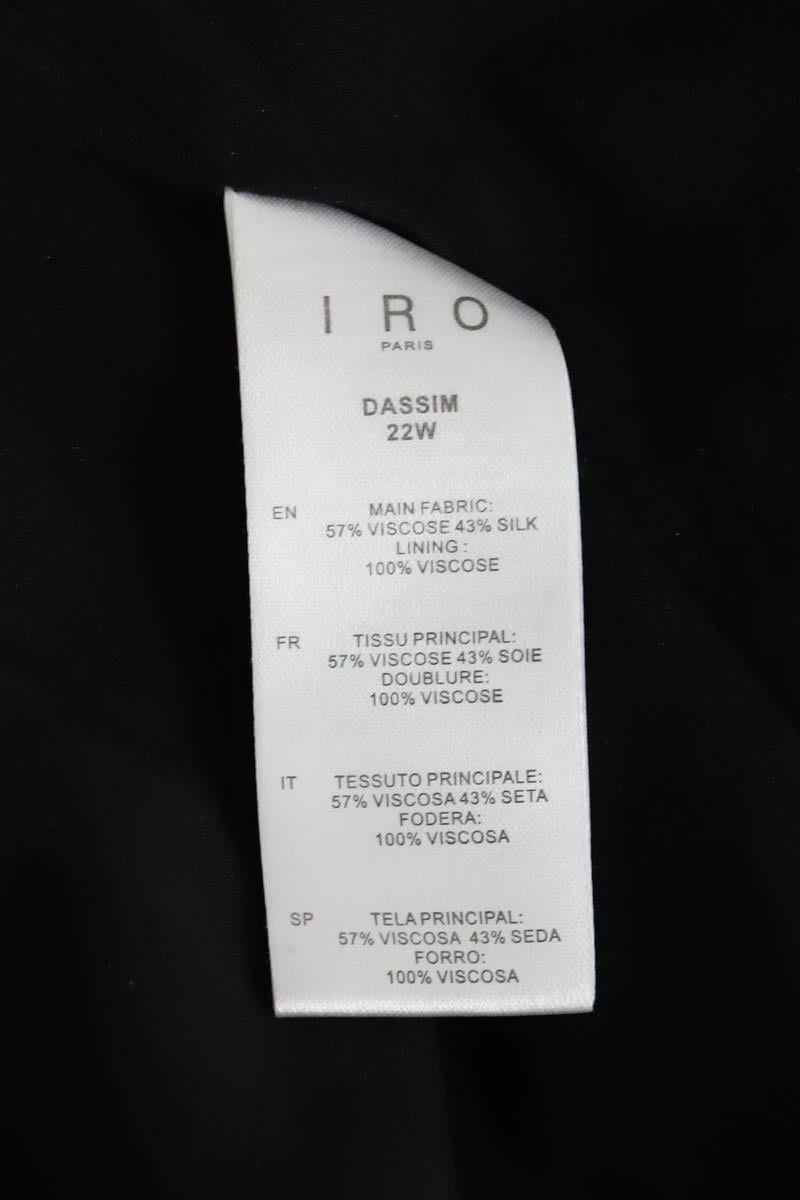 IRO
PARIS
DASSIM
22W
EN MAIN FABRIC:
57% VISCOSE 43% SILK
LINING :
100% VISCOSE
FR TISSU PRINCIPAL:
57% VISCOSE 43% SOIE
DOUBLURE:
100% VISCOSE
IT TESSUTO PRINCIPALE:
57% VISCOSA 43% SETA
FODERA:
100% VISCOSA
SP TELA PRINCIPAL:
57% VISCOSA 43% SEDA
FORRO:
100% VISCOSA